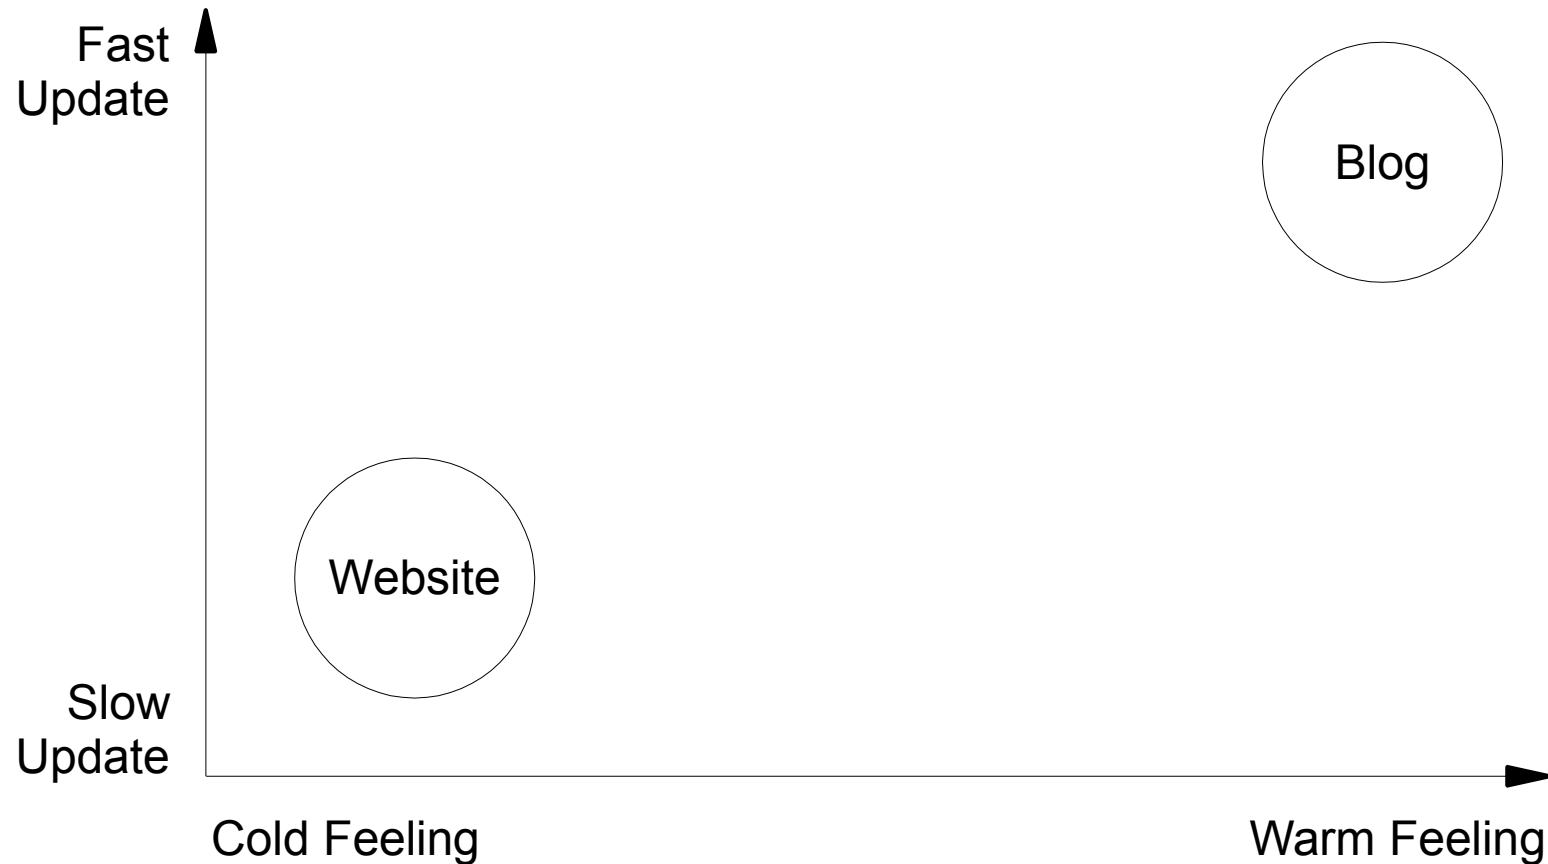 Fast
Update
Blog
Website
Slow
Update
Cold Feeling
Warm Feeling